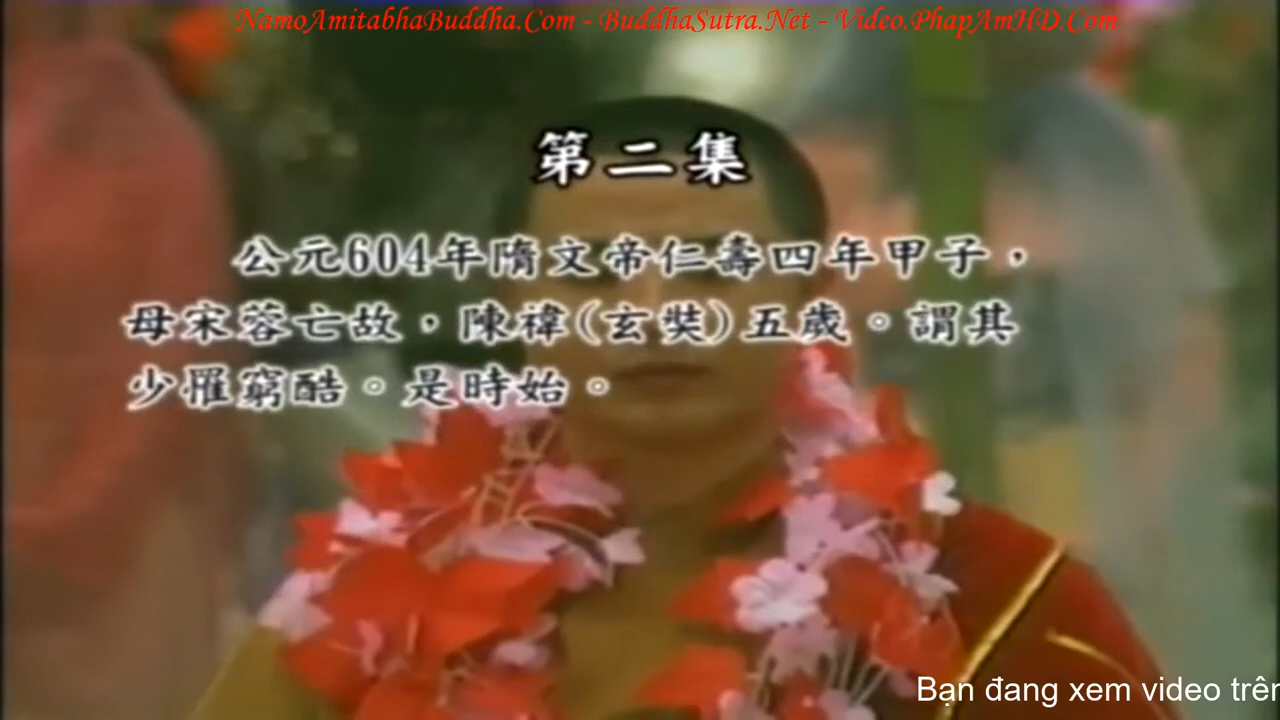 NamoAmitabhaBuddha.Com - BuddhaSutra.Net - Video.PhapAmHD.Com
第二集
公元604年隋文帝仁壽四年甲子，
母宋蓉亡故，陳禕(玄奘)五歲。謂其
少罹窮酷。是時始。
Bạn đang xem video trên